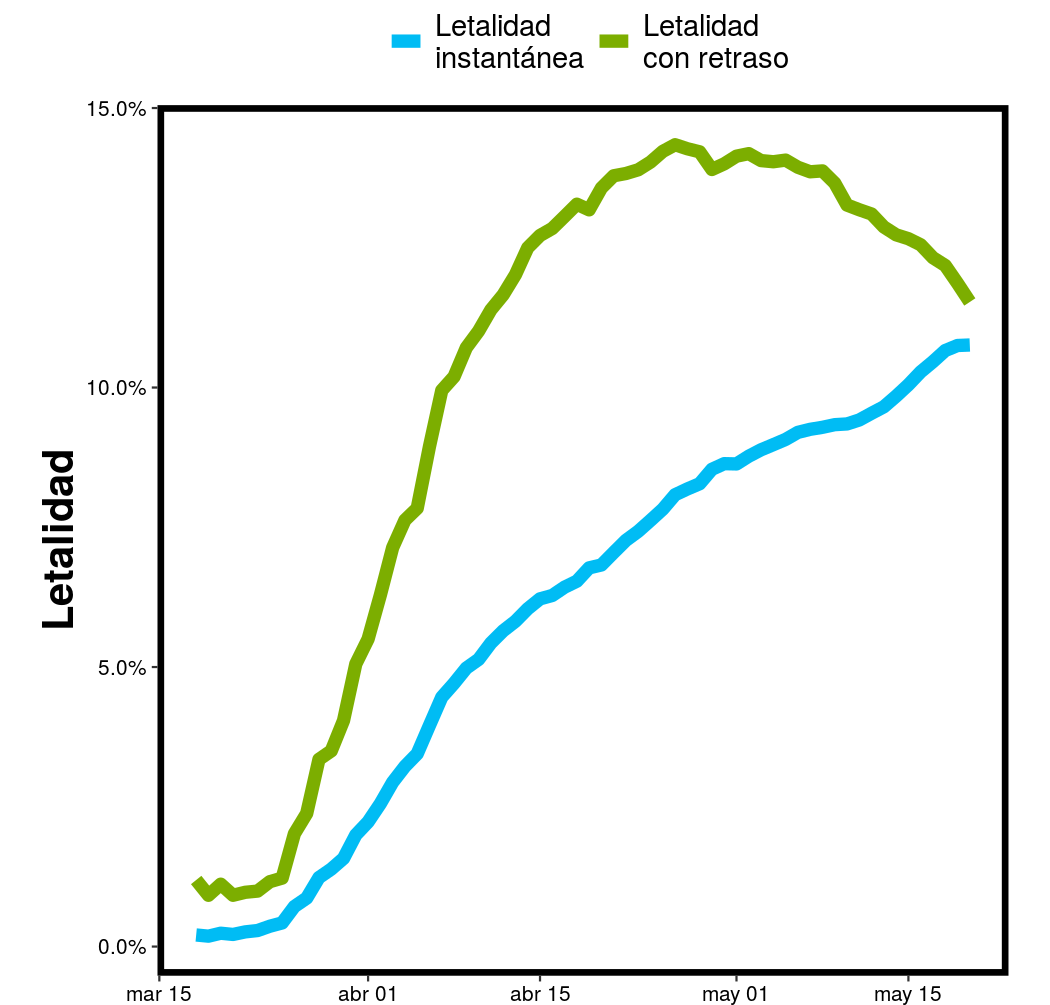 Letalidad
instantánea
Letalidad
con retraso
15.0%
10.0%
5.0%
0.0%
Letalidad
mar 15
abr 01
abr 15
may 01
may 15